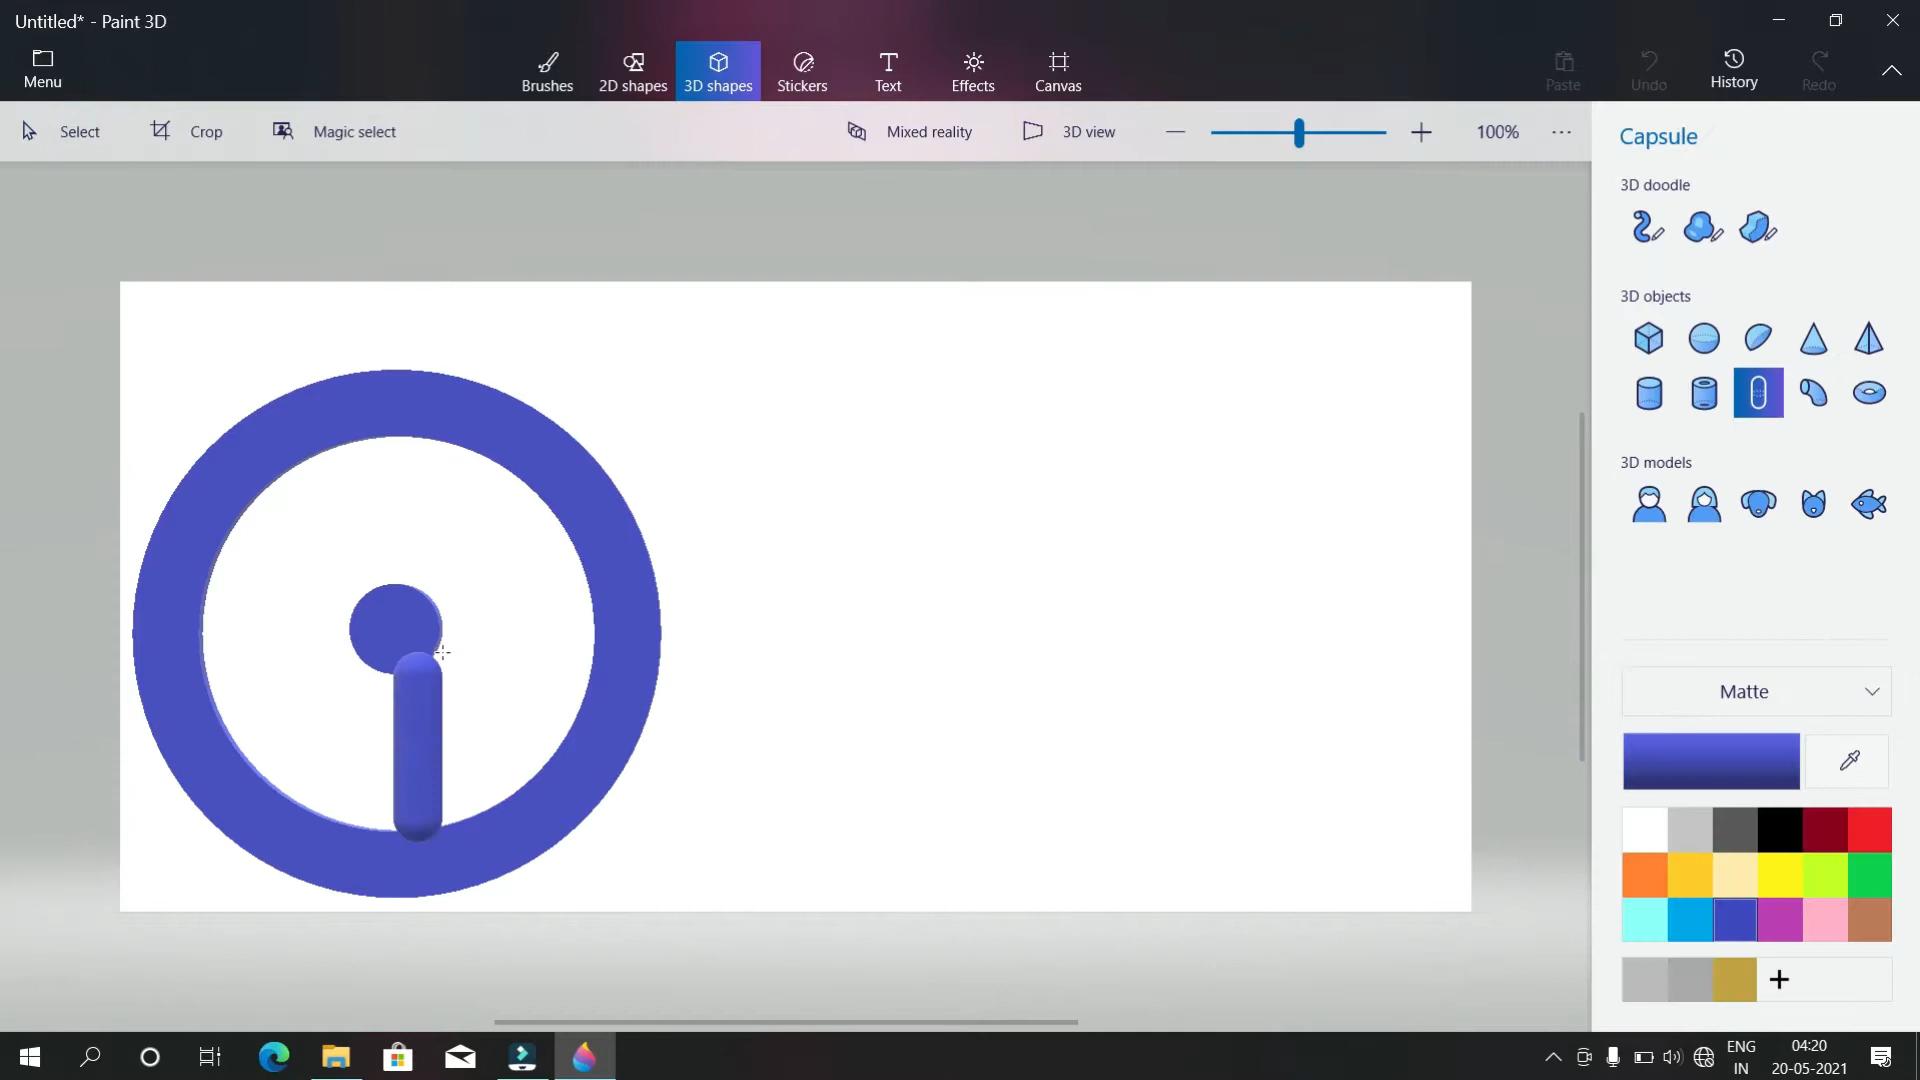 Untitled* - Paint 3D
Menu
Brushes
2D shapes
3D shapes
Stickers
Text
Effects
Canvas
Paste
Undo
History
Redo
Select
Crop
Magic select
Mixed reality
3D view
100%
Capsule
3D doodle
3D objects
3D models
Matte
ENG
IN
04:20
20-05-2021